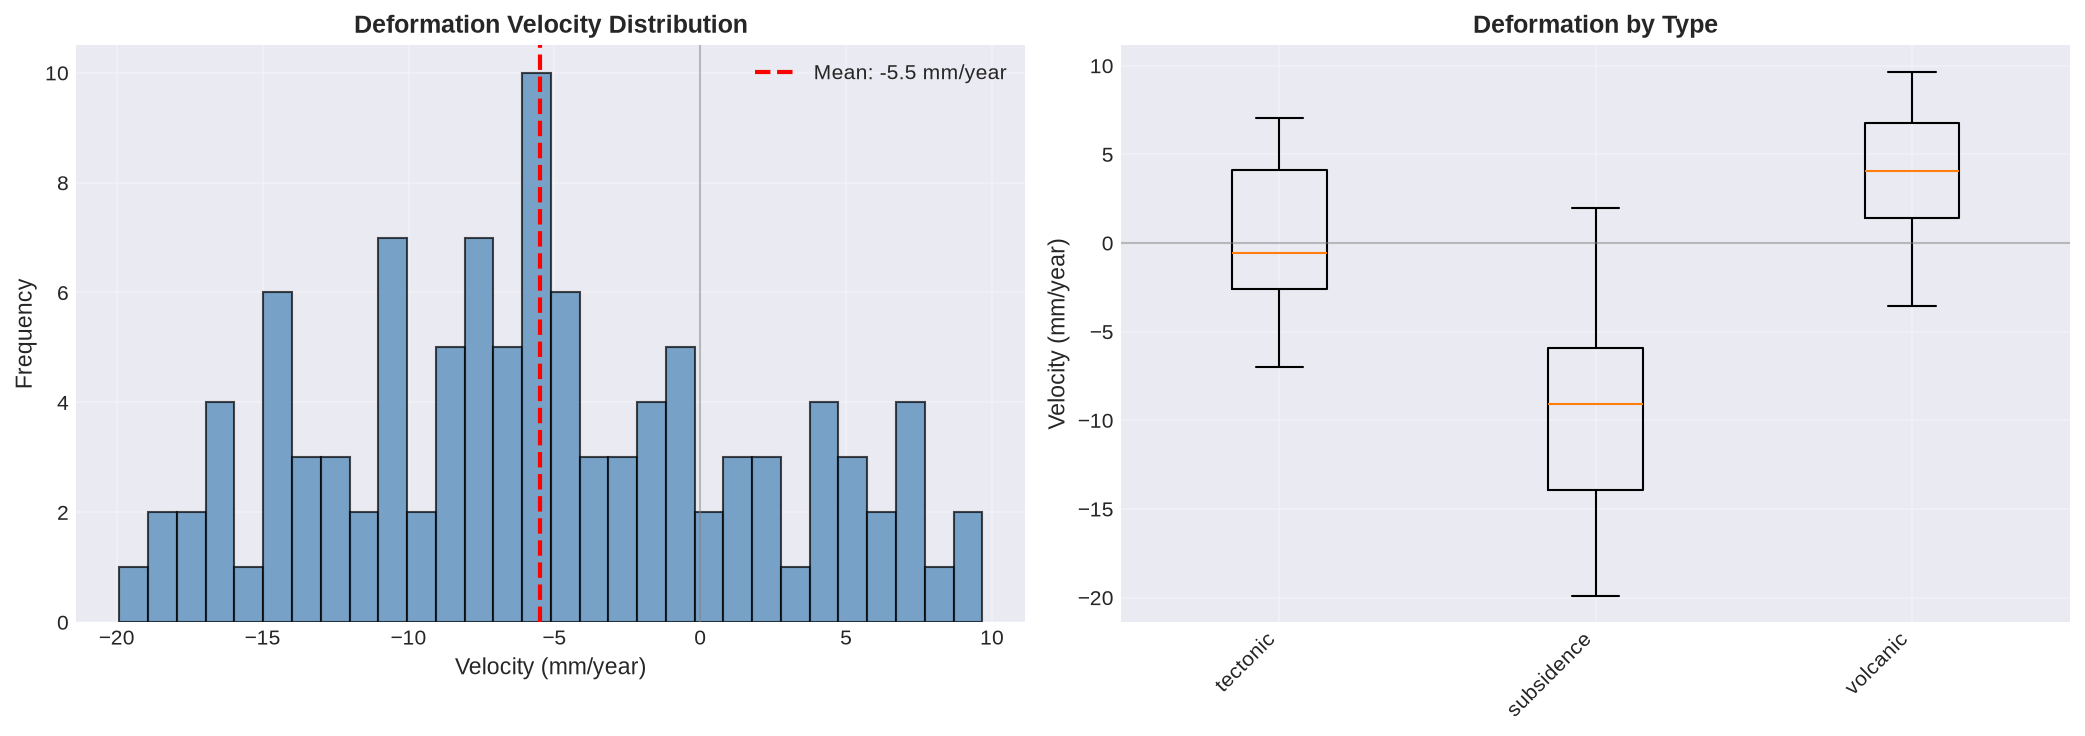 Deformation Velocity Distribution
10
8
6
4
2
0
Frequency
Mean: -5.5 mm/year
−20 −15 −10 −5 0 5 10
Velocity (mm/year)
Deformation by Type
10
5
0
−5
−10
−15
−20
Velocity (mm/year)
tectonic
subsidence
volcanic